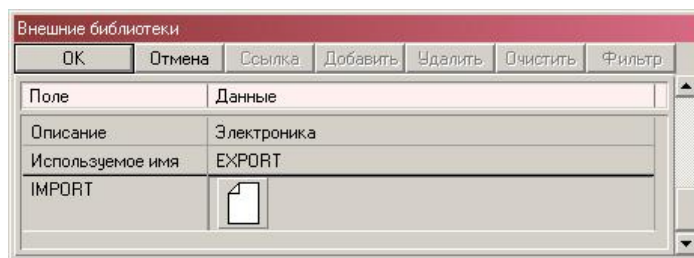 Внешние библиотеки
OK Отмена Ссылка Добавить Удалить Очистить Фильтр
Поле Данные
Описание Электроника
Используемое имя EXPORT
IMPORT